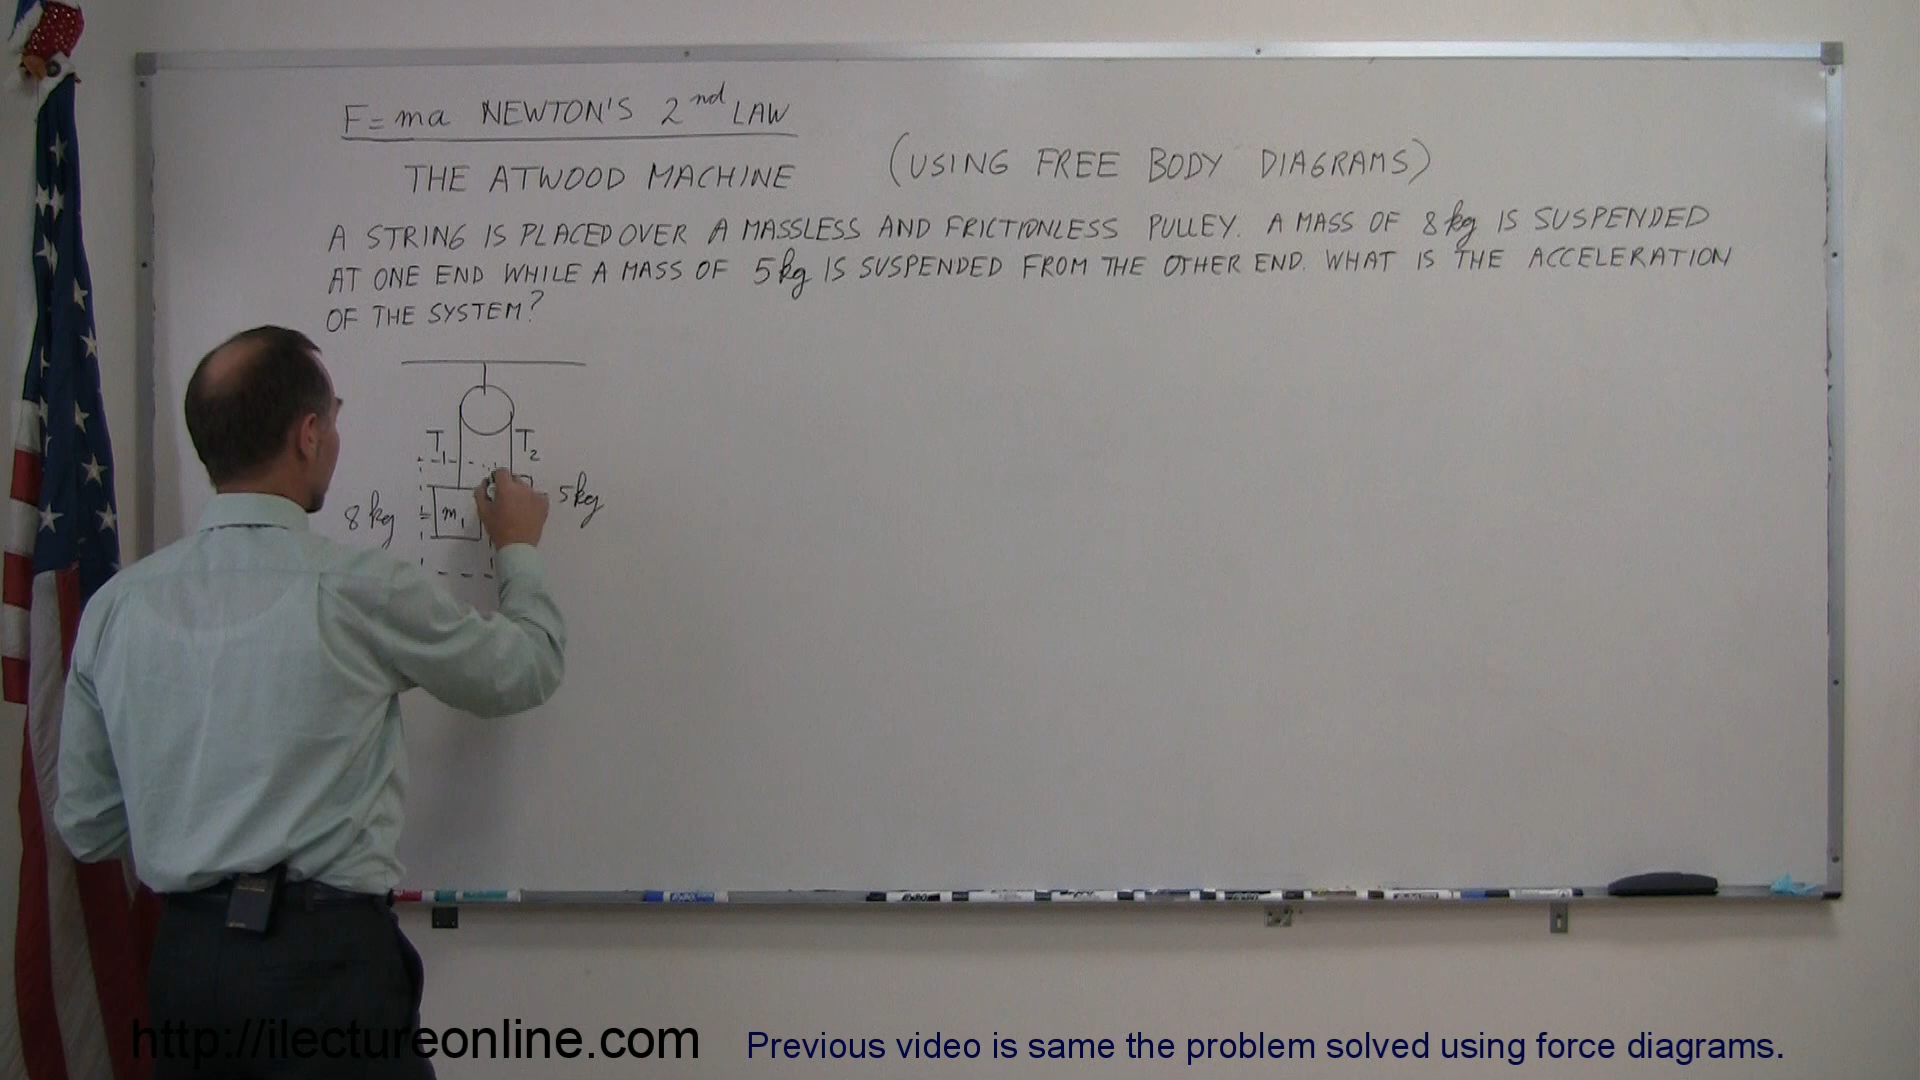 F = ma NEWTON'S 2nd LAW
THE ATWOOD MACHINE (USING FREE BODY DIAGRAMS)
A STRING IS PLACED OVER A MASSLESS AND FRICTIONLESS PULLEY. A MASS OF 8 kg IS SUSPENDED
AT ONE END WHILE A MASS OF 5 kg IS SUSPENDED FROM THE OTHER END. WHAT IS THE ACCELERATION
OF THE SYSTEM?
T1 T2
8 kg m1 5 kg
http://ilectureonline.com Previous video is same the problem solved using force diagrams.